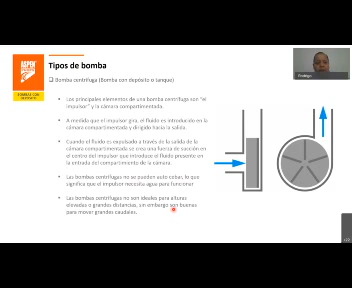 ASPEN
Tipos de bomba
BOMBAS CON
DEPÓSITO
❑ Bomba centrífuga (Bomba con depósito o tanque)
• Los principales elementos de una bomba centrífuga son "el
impulsor" y la cámara compartimentada.
• A medida que el impulsor gira, el fluido es introducido en la
cámara compartimentada y dirigido hacia la salida.
• Cuando el fluido es expulsado a través de la salida de la
cámara compartimentada se crea una fuerza de succión en el
centro del impulsor que introduce el fluido presente en
la entrada del compartimento de la cámara.
• Las bombas centrífugas no se pueden auto cebar, lo que
significa que el impulsor necesita agua para funcionar
• Las bombas centrífugas no son ideales para alturas
elevadas o grandes distancias, sin embargo son buenas
para mover grandes caudales.
Rodrigo